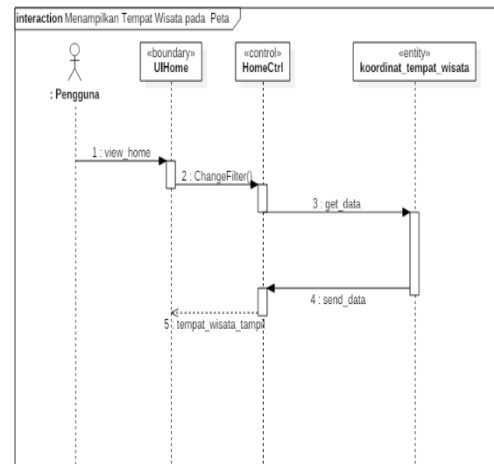 interaction Menampilkan Tempat Wisata pada Peta
«boundary»
UIHome
«control»
HomeCtrl
«entity»
koordinat_tempat_wisata
: Pengguna
1 : view_home
2 : ChangeFilter()
3 : get_data
4 : send_data
5 : tempat_wisata_tampil